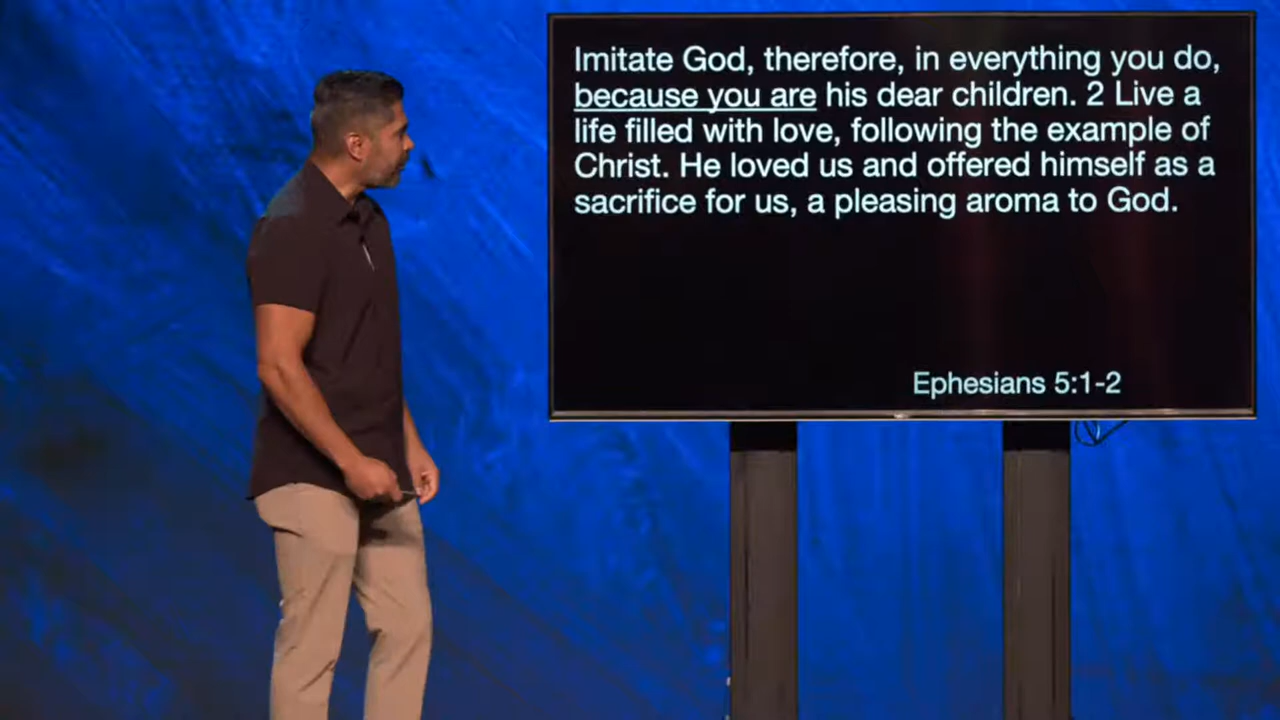 Imitate God, therefore, in everything you do,
because you are his dear children. 2 Live a
life filled with love, following the example of
Christ. He loved us and offered himself as a
sacrifice for us, a pleasing aroma to God.
Ephesians 5:1-2